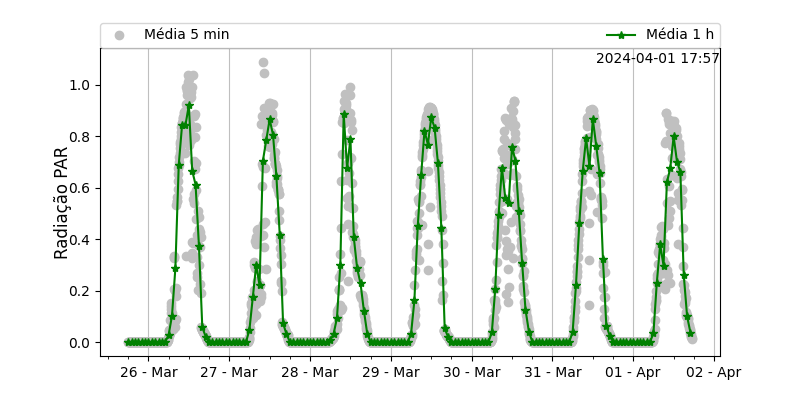 Média 5 min
Média 1 h
2024-04-01 17:57
Radiação PAR
1.0
0.8
0.6
0.4
0.2
0.0
26 - Mar
27 - Mar
28 - Mar
29 - Mar
30 - Mar
31 - Mar
01 - Apr
02 - Apr